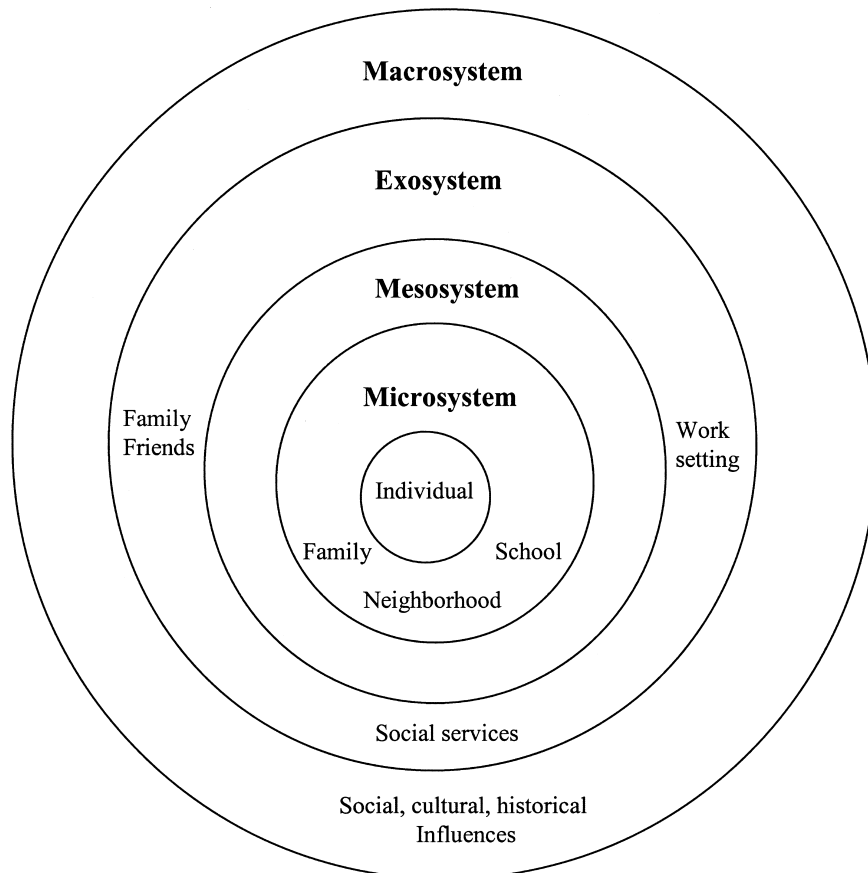 Macrosystem
Exosystem
Mesosystem
Microsystem
Family
Friends
Work
setting
Individual
Family
School
Neighborhood
Social services
Social, cultural, historical
Influences